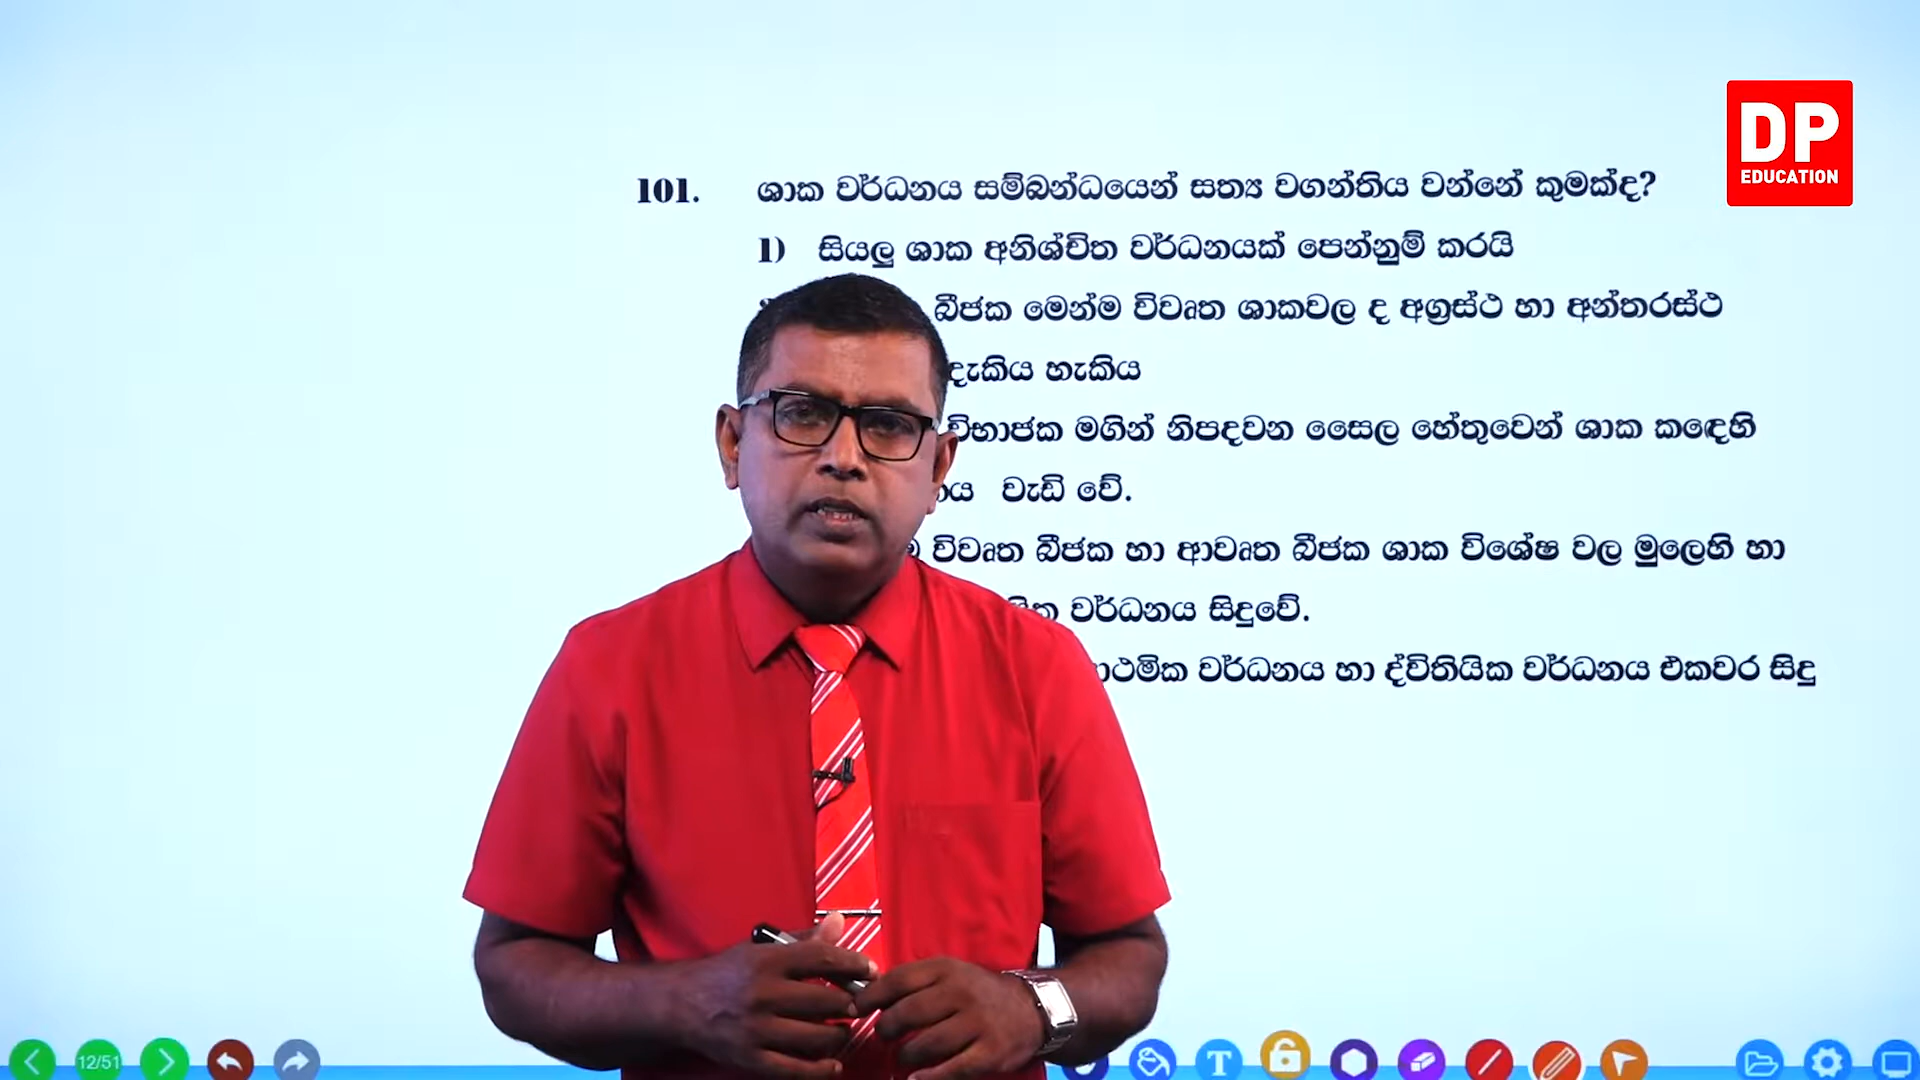 DP
EDUCATION
101. ශාක වර්ධනය සම්බන්ධයෙන් සත්‍ය වගන්තිය වන්නේ කුමක්ද?
1) සියලු ශාක අනිශ්චිත වර්ධනයක් පෙන්නුම් කරයි
බීජක මෙන්ම විවෘත ශාකවල ද අග්‍රස්ථ හා අන්තරස්ථ
දැකිය හැකිය
විභාජක මගින් නිපදවන සෛල හේතුවෙන් ශාක කඳෙහි
වැඩි වේ.
විවෘත බීජක හා ආවෘත බීජක ශාක විශේෂ වල මුලෙහි හා
වර්ධනය සිදුවේ.
වර්ධනය හා ද්විතියික වර්ධනය එකවර සිදු
12/51
T